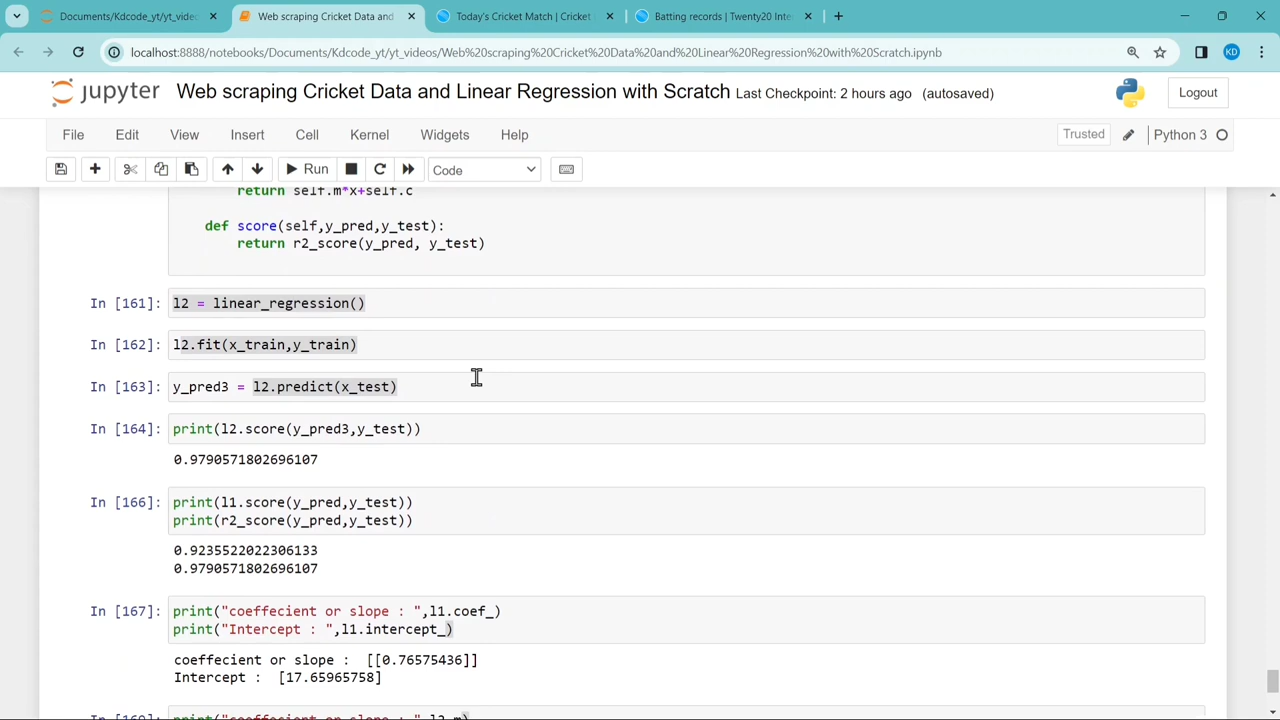 Documents/Kdcode_yt/yt_vide
Web scraping Cricket Data and
Today's Cricket Match | Cricket
Batting records | Twenty20 Inte
localhost:8888/notebooks/Documents/Kdcode_yt/yt_videos/Web%20scraping%20Cricket%20Data%20and%20Linear%20Regression%20with%20Scratch.ipynb
KD
jupyter Web scraping Cricket Data and Linear Regression with Scratch Last Checkpoint: 2 hours ago (autosaved)
Logout
File Edit View Insert Cell Kernel Widgets Help
Trusted Python 3
Run Code
return self.m*x+self.c
def score(self,y_pred,y_test):
return r2_score(y_pred, y_test)
In [161]: l2 = linear_regression()
In [162]: l2.fit(x_train,y_train)
In [163]: y_pred3 = l2.predict(x_test)
In [164]: print(l2.score(y_pred3,y_test))
0.9790571802696107
In [166]: print(l1.score(y_pred,y_test))
print(r2_score(y_pred,y_test))
0.9235522022306133
0.9790571802696107
In [167]: print("coeffecient or slope : ",l1.coef_)
print("Intercept : ",l1.intercept_)
coeffecient or slope :  [[0.76575436]]
Intercept :  [17.65965758]
print("coeffecient or slope : ",l2.m)